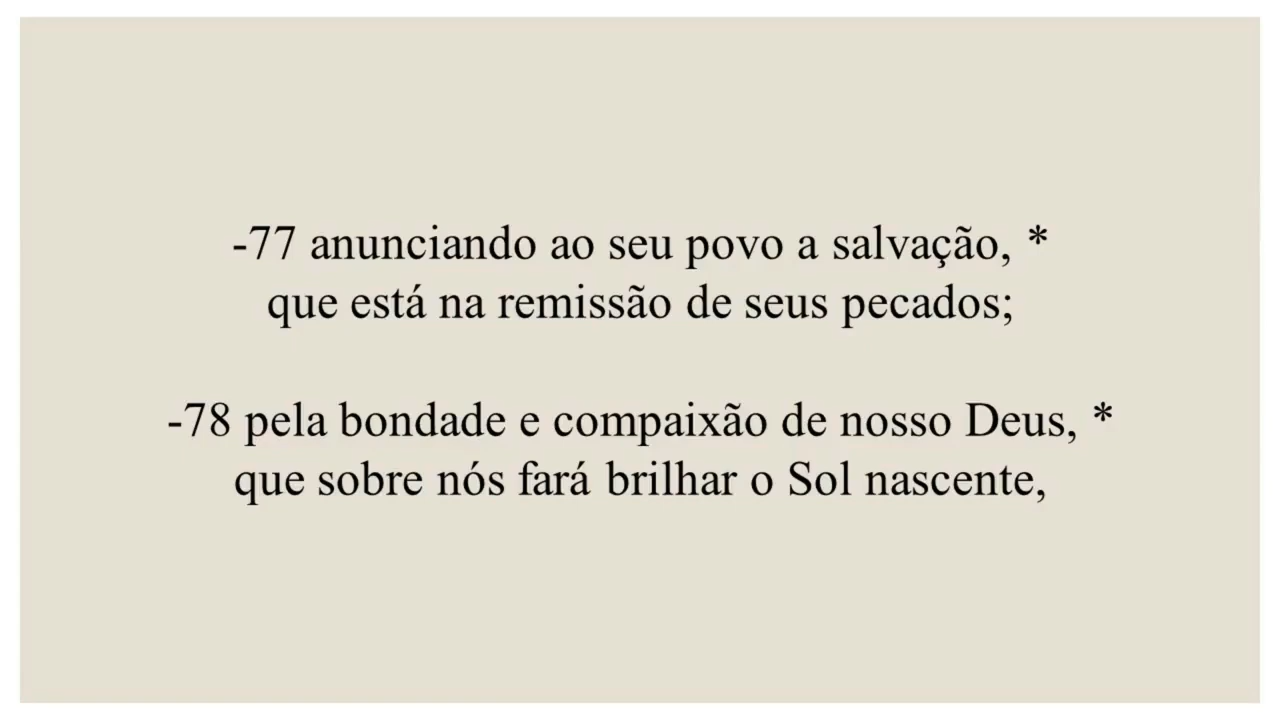 -77 anunciando ao seu povo a salvação, *
que está na remissão de seus pecados;
-78 pela bondade e compaixão de nosso Deus, *
que sobre nós fará brilhar o Sol nascente,